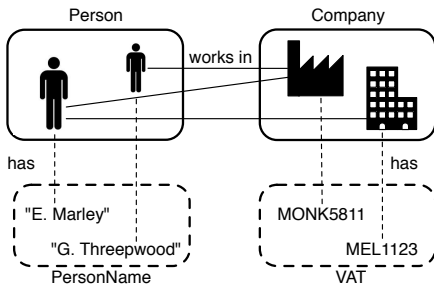 Person Company
works in
has has
"E. Marley" MONK5811
"G. Threepwood" MEL1123
PersonName VAT